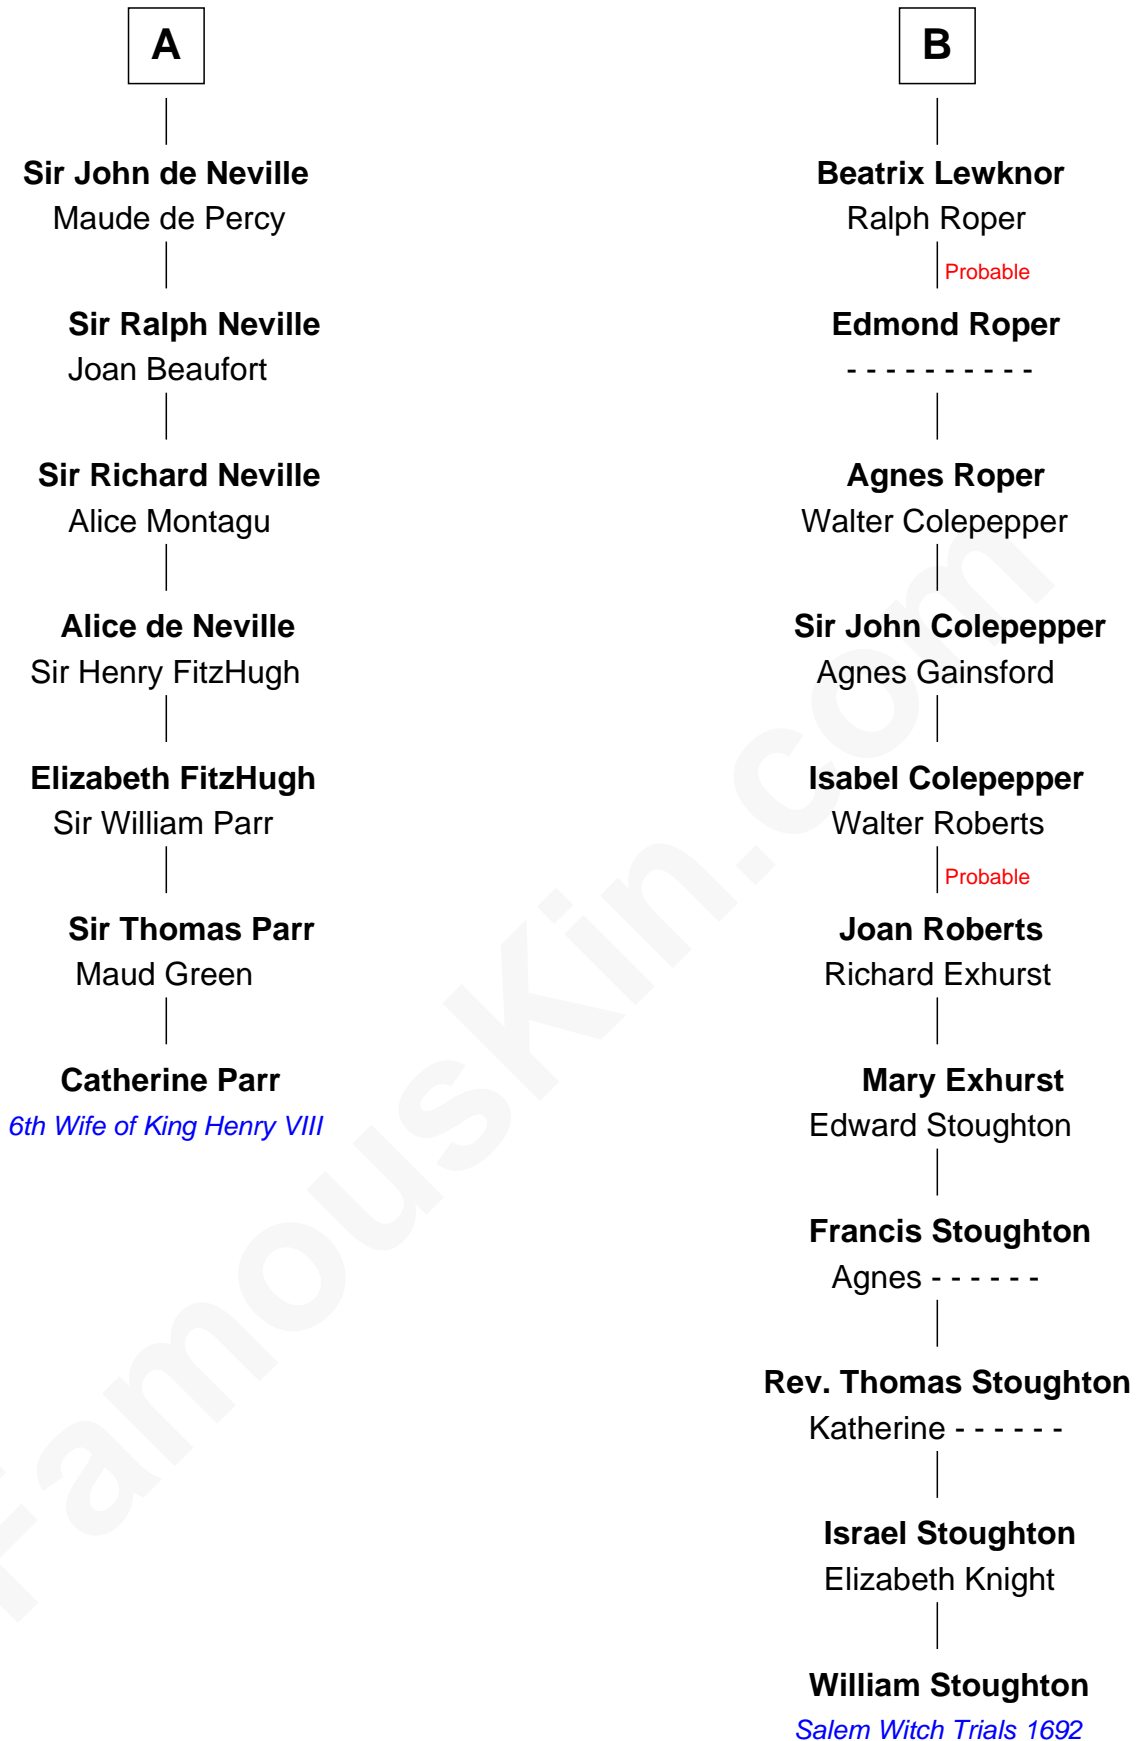 A
Sir John de Neville
Maude de Percy
Sir Ralph Neville
Joan Beaufort
Sir Richard Neville
Alice Montagu
Alice de Neville
Sir Henry FitzHugh
Elizabeth FitzHugh
Sir William Parr
Sir Thomas Parr
Maud Green
Catherine Parr
6th Wife of King Henry VIII
B
Beatrix Lewknor
Ralph Roper
Probable
Edmond Roper
- - - - - - - - - -
Agnes Roper
Walter Colepepper
Sir John Colepepper
Agnes Gainsford
Isabel Colepepper
Walter Roberts
Probable
Joan Roberts
Richard Exhurst
Mary Exhurst
Edward Stoughton
Francis Stoughton
Agnes - - - - - -
Rev. Thomas Stoughton
Katherine - - - - - -
Israel Stoughton
Elizabeth Knight
William Stoughton
Salem Witch Trials 1692
FamousKin.com